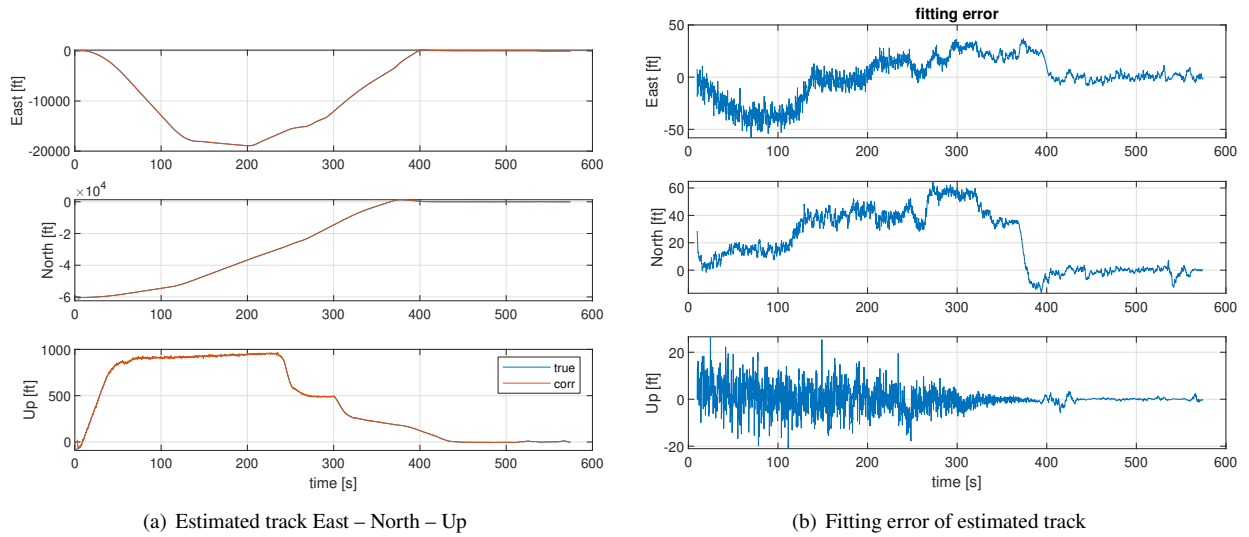 0
-10000
-20000
East [ft]
0 100 200 300 400 500 600
×10⁴
0
-2
-4
-6
North [ft]
0 100 200 300 400 500 600
1000
500
0
Up [ft]
true
corr
0 100 200 300 400 500 600
time [s]
(a) Estimated track East – North – Up
fitting error
50
0
-50
East [ft]
0 100 200 300 400 500 600
60
40
20
0
North [ft]
0 100 200 300 400 500 600
20
0
-20
Up [ft]
0 100 200 300 400 500 600
time [s]
(b) Fitting error of estimated track